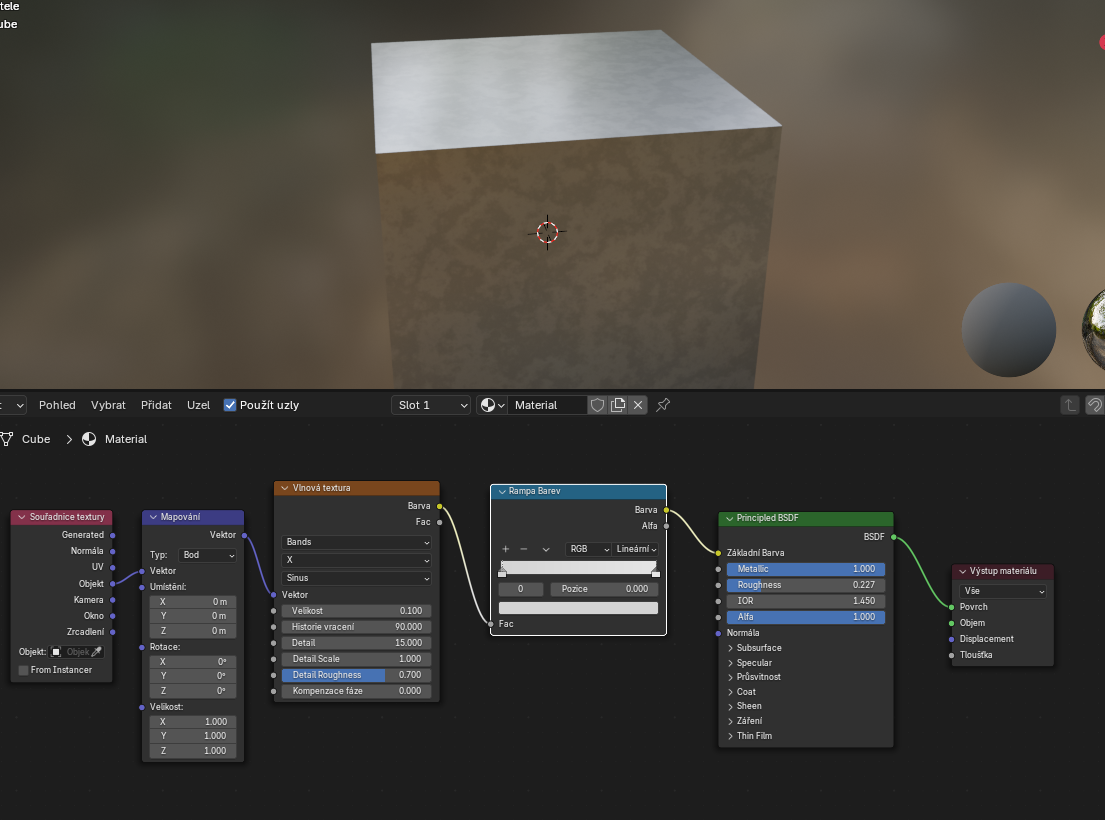 tele
ube
Pohled Vybrat Přidat Uzel Použít uzly Slot 1 Material
Cube > Material
Souřadnice textury
Generated
Normála
UV
Objekt
Kamera
Okno
Zrcadlení
Objekt: Objek
From Instancer
Mapování
Vektor
Typ: Bod
Vektor
Umístění:
X 0 m
Y 0 m
Z 0 m
Rotace:
X 0°
Y 0°
Z 0°
Velikost:
X 1.000
Y 1.000
Z 1.000
Vlnová textura
Barva
Fac
Bands
X
Sinus
Vektor
Velikost 0.100
Historie vracení 90.000
Detail 15.000
Detail Scale 1.000
Detail Roughness 0.700
Kompenzace fáze 0.000
Rampa Barev
Barva
Alfa
+ − RGB Lineární
0 Pozice 0.000
Fac
Principled BSDF
BSDF
Základní Barva
Metallic 1.000
Roughness 0.227
IOR 1.450
Alfa 1.000
Normála
Subsurface
Specular
Průsvitnost
Coat
Sheen
Záření
Thin Film
Výstup materiálu
Vše
Povrch
Objem
Displacement
Tloušťka